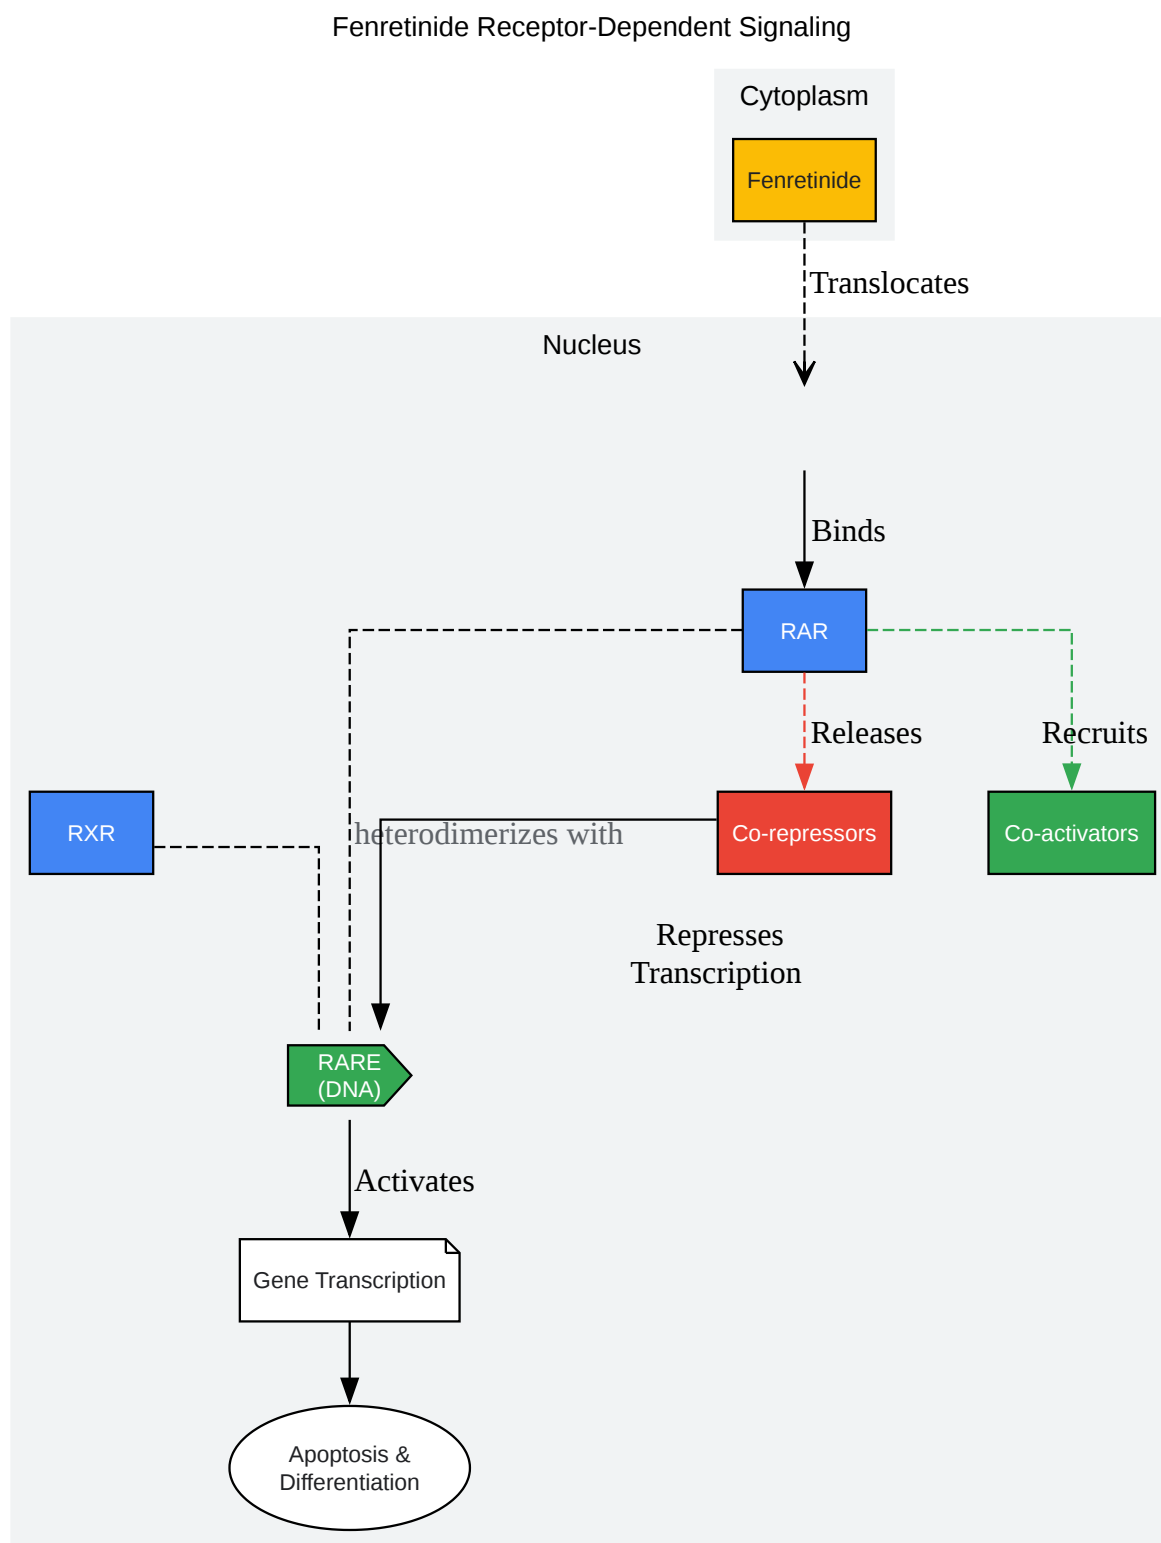 Fenretinide Receptor-Dependent Signaling
Cytoplasm
Fenretinide
Translocates
Nucleus
Binds
RAR
Releases
Recruits
RXR
heterodimerizes with
Co-repressors
Co-activators
Represses
Transcription
RARE
(DNA)
Activates
Gene Transcription
Apoptosis &
Differentiation